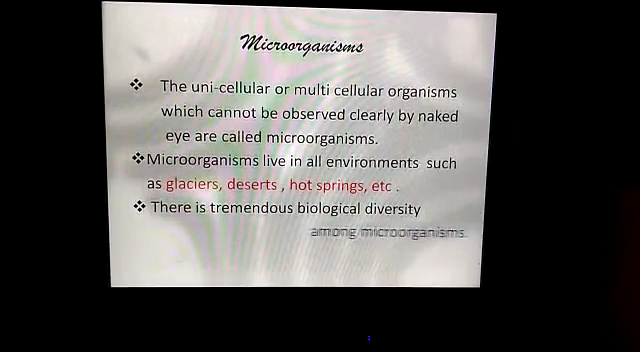 Microorganisms
❖ The uni-cellular or multi cellular organisms
which cannot be observed clearly by naked
eye are called microorganisms.
❖Microorganisms live in all environments such
as glaciers, deserts , hot springs, etc .
❖ There is tremendous biological diversity
among microorganisms.